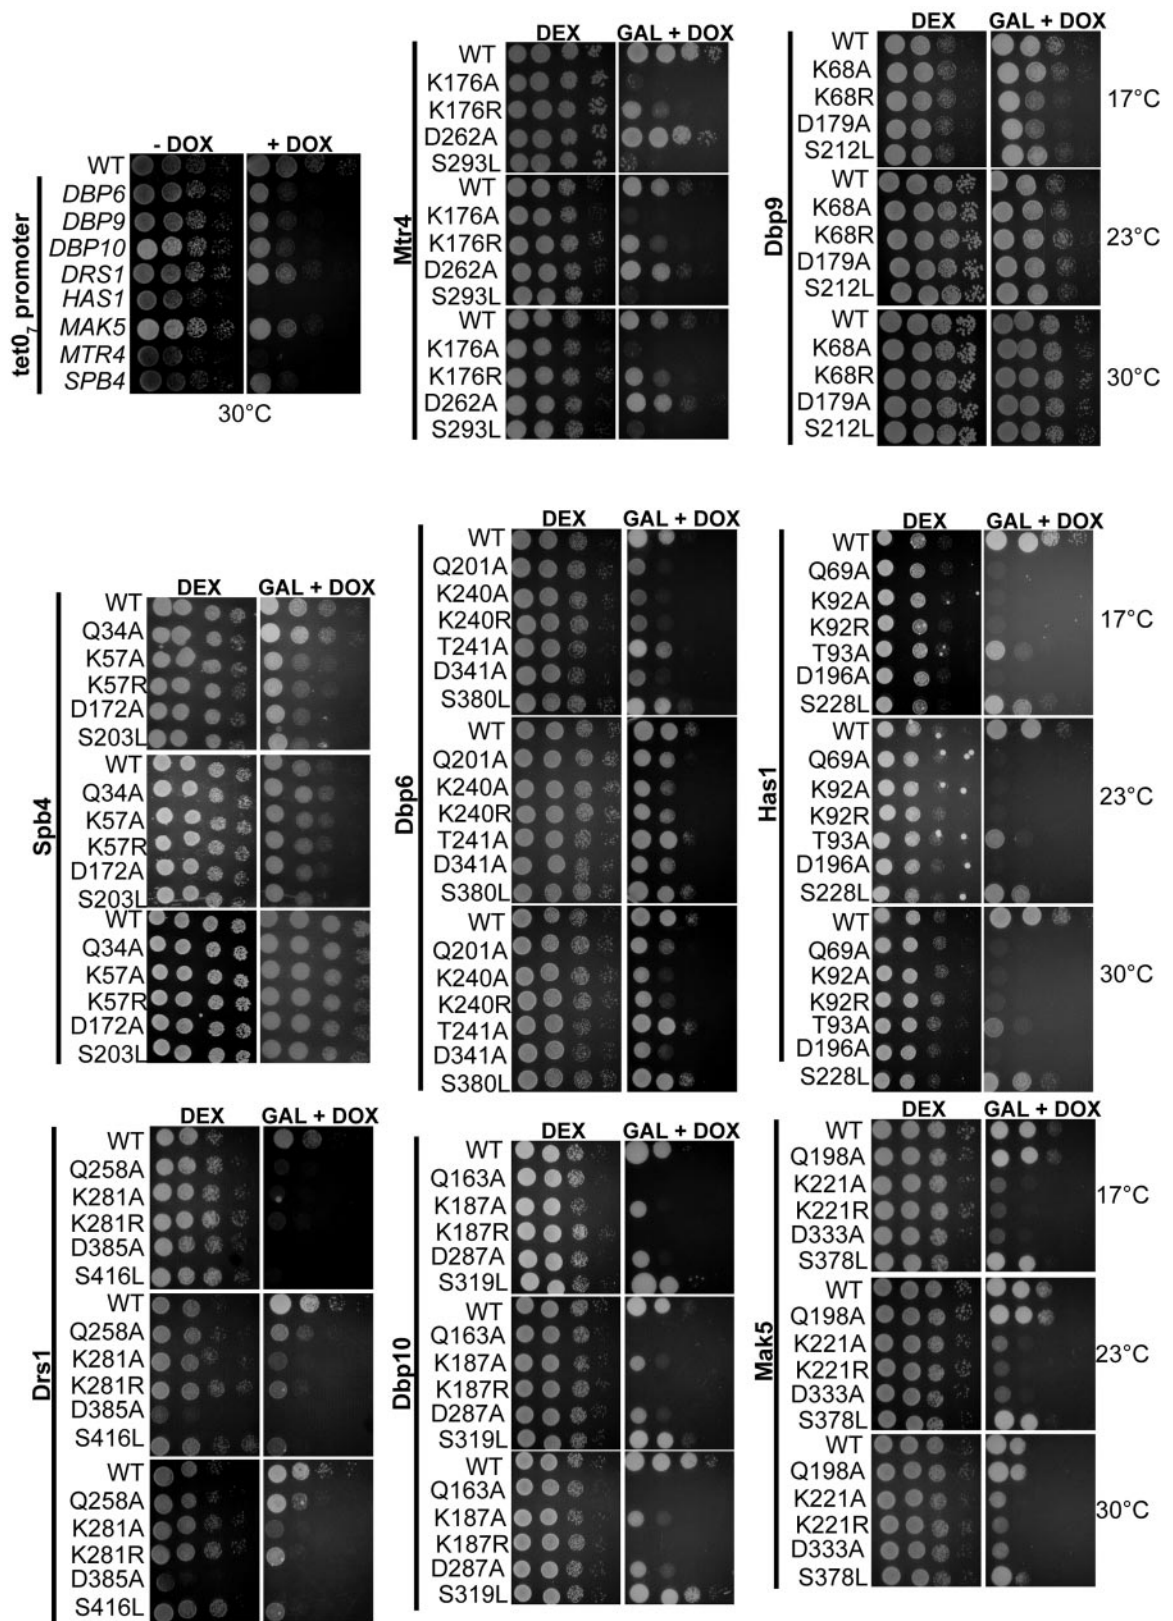 - DOX + DOX
WT
DBP6
DBP9
DBP10
DRS1
HAS1
MAK5
MTR4
SPB4
tet0₇ promoter
30°C
DEX GAL + DOX
Mtr4
WT
K176A
K176R
D262A
S293L
WT
K176A
K176R
D262A
S293L
WT
K176A
K176R
D262A
S293L
DEX GAL + DOX
Dbp9
WT
K68A
K68R
D179A
S212L
17°C
WT
K68A
K68R
D179A
S212L
23°C
WT
K68A
K68R
D179A
S212L
30°C
DEX GAL + DOX
Spb4
WT
Q34A
K57A
K57R
D172A
S203L
WT
Q34A
K57A
K57R
D172A
S203L
WT
Q34A
K57A
K57R
D172A
S203L
DEX GAL + DOX
Dbp6
WT
Q201A
K240A
K240R
T241A
D341A
S380L
WT
Q201A
K240A
K240R
T241A
D341A
S380L
WT
Q201A
K240A
K240R
T241A
D341A
S380L
DEX GAL + DOX
Has1
WT
Q69A
K92A
K92R
T93A
D196A
S228L
17°C
WT
Q69A
K92A
K92R
T93A
D196A
S228L
23°C
WT
Q69A
K92A
K92R
T93A
D196A
S228L
30°C
DEX GAL + DOX
Drs1
WT
Q258A
K281A
K281R
D385A
S416L
WT
Q258A
K281A
K281R
D385A
S416L
WT
Q258A
K281A
K281R
D385A
S416L
DEX GAL + DOX
Dbp10
WT
Q163A
K187A
K187R
D287A
S319L
WT
Q163A
K187A
K187R
D287A
S319L
WT
Q163A
K187A
K187R
D287A
S319L
DEX GAL + DOX
Mak5
WT
Q198A
K221A
K221R
D333A
S378L
17°C
WT
Q198A
K221A
K221R
D333A
S378L
23°C
WT
Q198A
K221A
K221R
D333A
S378L
30°C